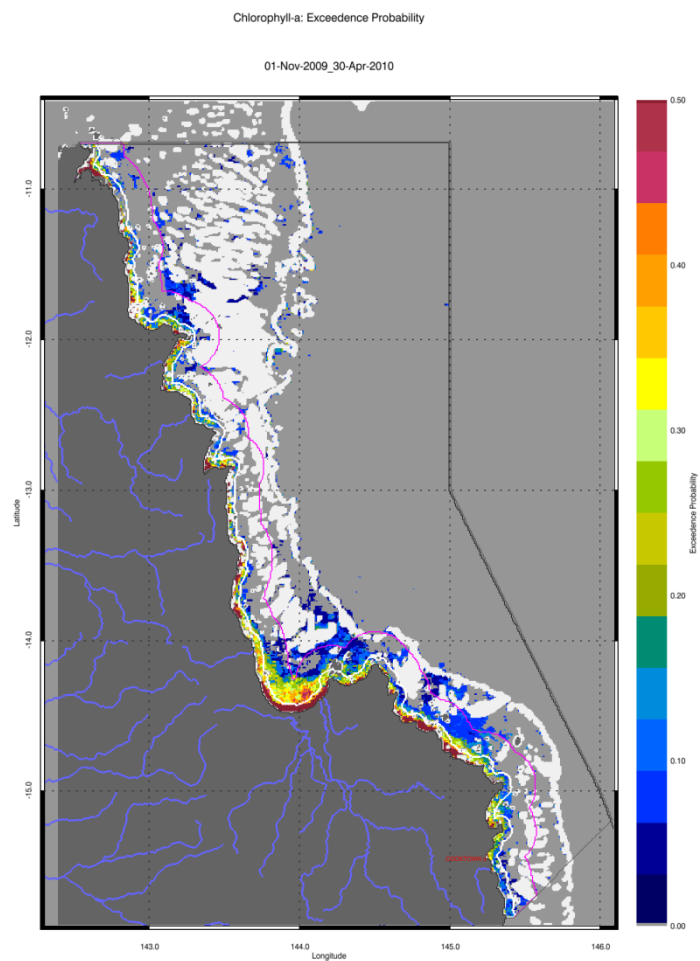 Chlorophyll-a: Exceedence Probability
01-Nov-2009_30-Apr-2010
0.50
0.40
0.30
0.20
0.10
0.00
Exceedence Probability
-11.0
-12.0
-13.0
-14.0
-15.0
Latitude
COOKTOWN
143.0
144.0
145.0
146.0
Longitude